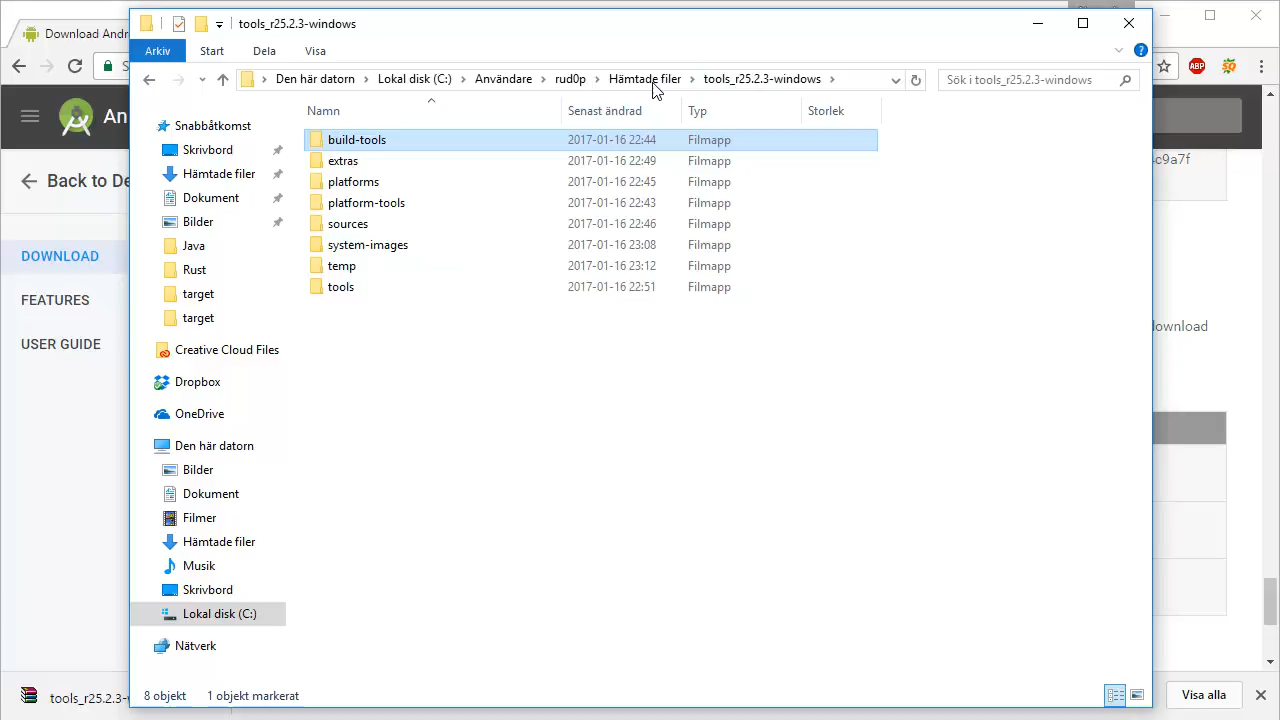 tools_r25.2.3-windows
Download Andr
Arkiv Start Dela Visa
Den här datorn Lokal disk (C:) Användare rud0p Hämtade filer tools_r25.2.3-windows
Sök i tools_r25.2.3-windows
ABP
An
Namn Senast ändrad Typ Storlek
Snabbåtkomst
Skrivbord
Hämtade filer
Dokument
Bilder
Java
Rust
target
target
Creative Cloud Files
Dropbox
OneDrive
Den här datorn
Bilder
Dokument
Filmer
Hämtade filer
Musik
Skrivbord
Lokal disk (C:)
Nätverk
build-tools 2017-01-16 22:44 Filmapp
extras 2017-01-16 22:49 Filmapp
platforms 2017-01-16 22:45 Filmapp
platform-tools 2017-01-16 22:43 Filmapp
sources 2017-01-16 22:46 Filmapp
system-images 2017-01-16 23:08 Filmapp
temp 2017-01-16 23:12 Filmapp
tools 2017-01-16 22:51 Filmapp
Back to De
DOWNLOAD
FEATURES
USER GUIDE
c9a7f
ownload
8 objekt 1 objekt markerat
tools_r25.2.3-w
Visa alla